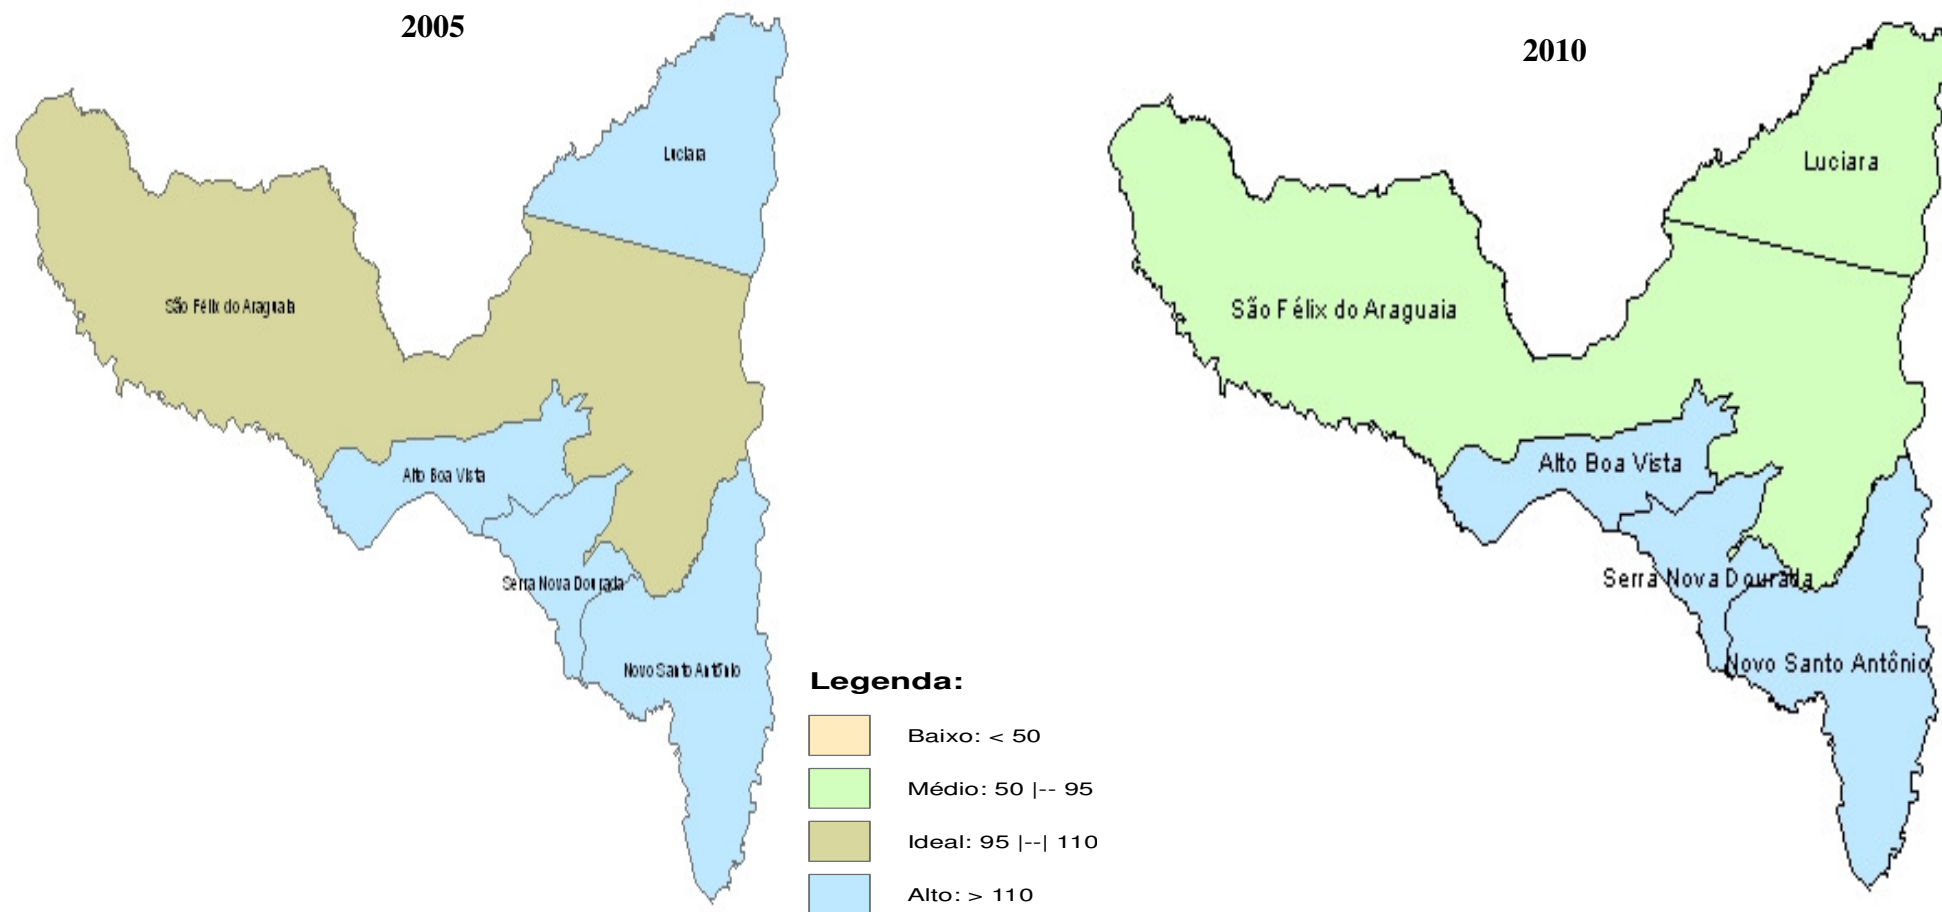 2005
Luciara
São Félix do Araguaia
Alto Boa Vista
Serra Nova Dourada
Novo Santo Antônio
2010
Luciara
São Félix do Araguaia
Alto Boa Vista
Serra Nova Dourada
Novo Santo Antônio
Legenda:
Baixo: < 50
Médio: 50 |-- 95
Ideal: 95 |--| 110
Alto: > 110